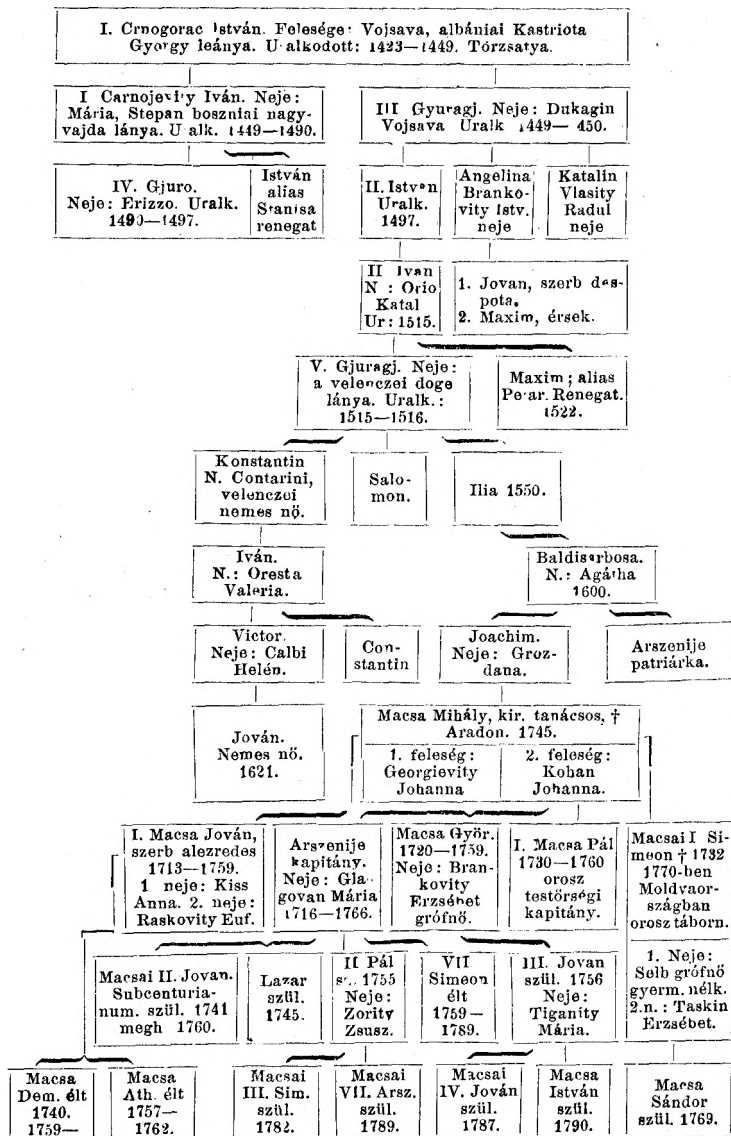 I. Crnogorac István. Felesége: Vojsava, albániai Kastriota
György leánya. Uralkodott: 1423—1449. Törzsatya.
I Carnojevity Iván. Neje:
Mária, Stepan boszniai nagy-
vajda lánya. Uralk. 1449—1490.
III Gyuragj. Neje: Dukagin
Vojsava Uralk 1449— 450.
IV. Gjuro.
Neje: Erizzo. Uralk.
1490—1497.
István
alias
Stanisa
renegat
II. Istvan
Uralk.
1497.
Angelina
Branko-
vity Istv.
neje
Katalin
Vlasity
Radul
neje
II Ivan
N : Orio
Katal
Ur: 1515.
1. Jovan, szerb des-
pota.
2. Maxim, érsek.
V. Gjuragj. Neje:
a velenczei doge
lánya. Uralk.:
1515—1516.
Maxim; alias
Petar. Renegat.
1522.
Konstantin
N. Contarini,
velenczei
nemes nö.
Salo-
mon.
Ilia 1550.
Iván.
N.: Oresta
Valeria.
Baldisarbosa.
N.: Agátha
1600.
Victor.
Neje: Calbi
Helén.
Con-
stantin
Joachim.
Neje: Groz-
dana.
Arszenije
patriárka.
Jován.
Nemes nö.
1621.
Macsa Mihály, kir. tanácsos, †
Aradon. 1745.
1. feleség:
Georgievity
Johanna
2. feleség:
Kohan
Johanna.
I. Macsa Jován,
szerb alezredes
1713—1759.
1 neje: Kiss
Anna. 2. neje:
Raskovity Euf.
Arszenije
kapitány.
Neje: Gla-
govan Mária
1716—1766.
Macsa Györ.
1720—1759.
Neje: Bran-
kovity
Erzsébet
grófnö.
I. Macsa Pál
1730—1760
orosz
testörségi
kapitány.
Macsai I Si-
meon † 1732
1770-ben
Moldvaor-
szágban
orosz táborn.
1. Neje:
Selb grófnö
gyerm. nélk.
2.n.: Taskin
Erzsébet.
Macsai II. Jovan.
Subcenturia-
num. szül. 1741
megh 1760.
Lazar
szül.
1745.
II Pál
s... 1755
Neje:
Zority
Zsusz.
VII
Simeon
élt
1759—
1789.
III. Jovan
szül. 1756
Neje:
Tiganity
Mária.
Macsa
Dem. élt
1740.
1759—
Macsa
Ath. élt
1757—
1762.
Macsai
III. Sim.
szül.
1782.
Macsai
VII. Arsz.
szül.
1789.
Macsai
IV. Jován
szül.
1787.
Macsa
István
szül.
1790.
Macsa
Sándor
szül. 1769.